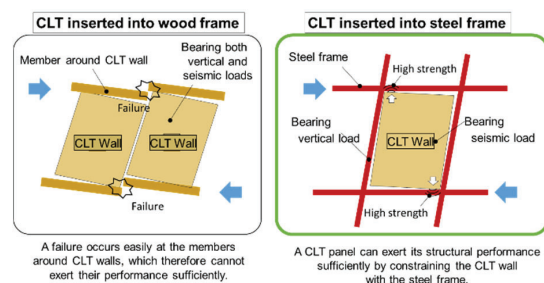 CLT inserted into wood frame
Member around CLT wall
Bearing both
vertical and
seismic loads
Failure
CLT Wall
CLT Wall
Failure
A failure occurs easily at the members
around CLT walls, which therefore cannot
exert their performance sufficiently.
CLT inserted into steel frame
Steel frame
High strength
Bearing
vertical load
CLT Wall
Bearing
seismic load
High strength
A CLT panel can exert its structural performance
sufficiently by constraining the CLT wall
with the steel frame.